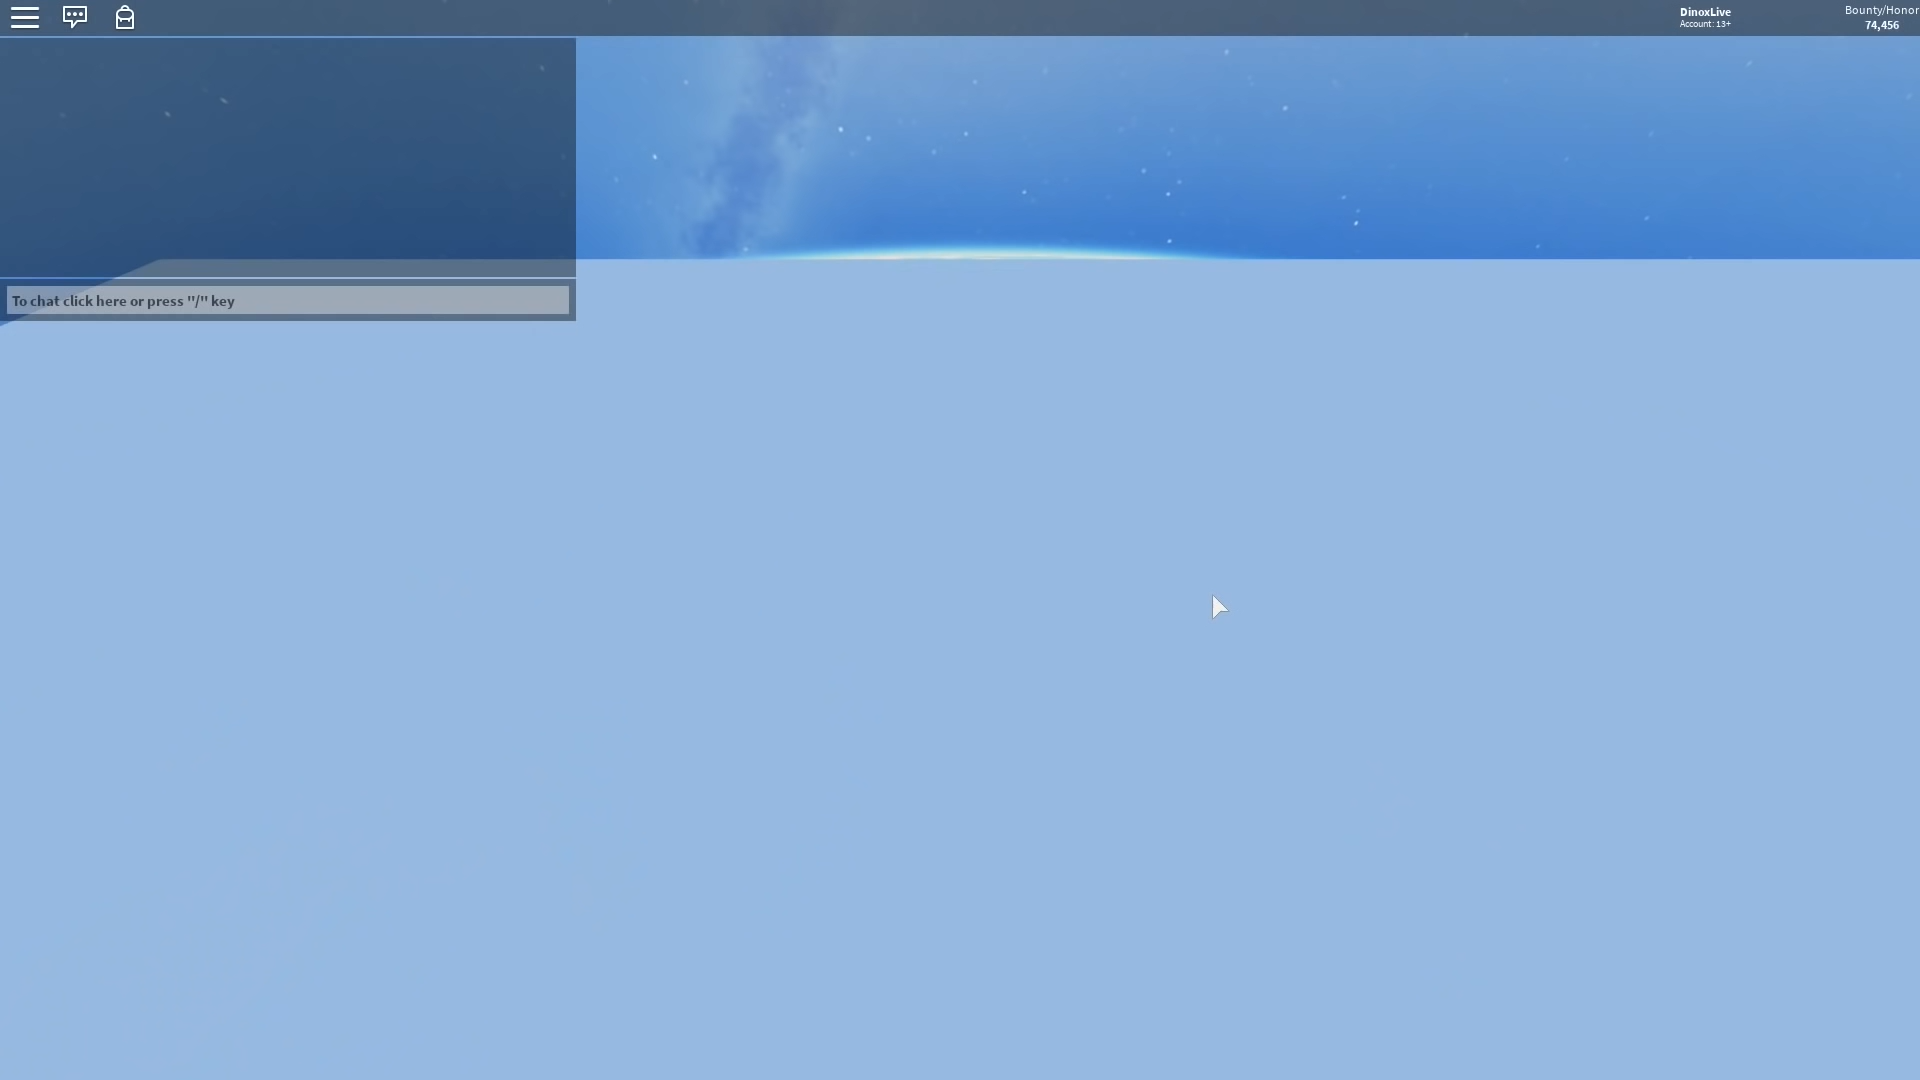 DinoxLive
Account: 13+
Bounty/Honor
74,456
To chat click here or press "/" key